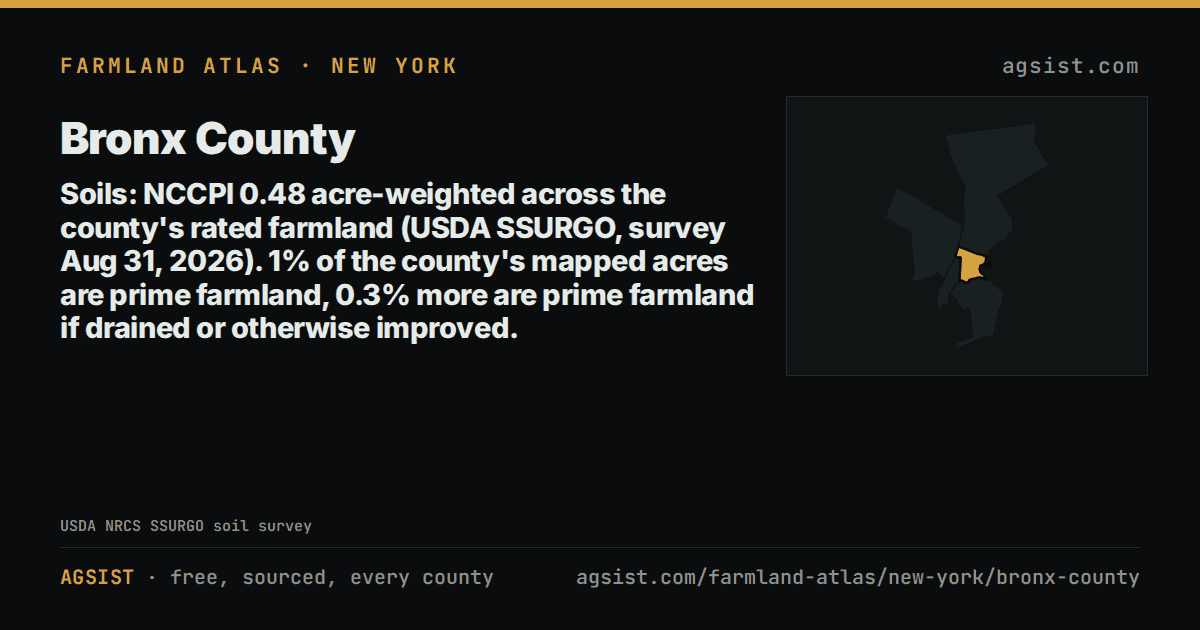 FARMLAND ATLAS · NEW YORK
agsist.com
Bronx County
Soils: NCCPI 0.48 acre-weighted across the
county's rated farmland (USDA SSURGO, survey
Aug 31, 2026). 1% of the county's mapped acres
are prime farmland, 0.3% more are prime farmland
if drained or otherwise improved.
USDA NRCS SSURGO soil survey
AGSIST · free, sourced, every county
agsist.com/farmland-atlas/new-york/bronx-county